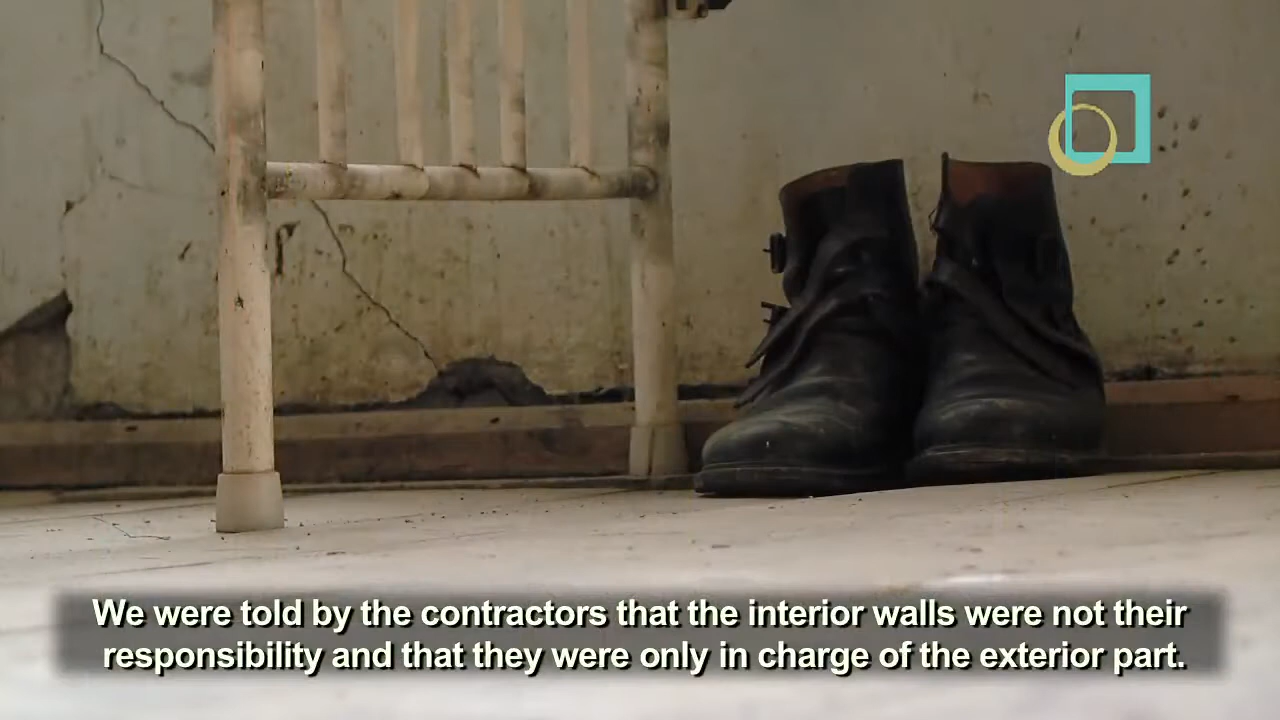 We were told by the contractors that the interior walls were not their
responsibility and that they were only in charge of the exterior part.